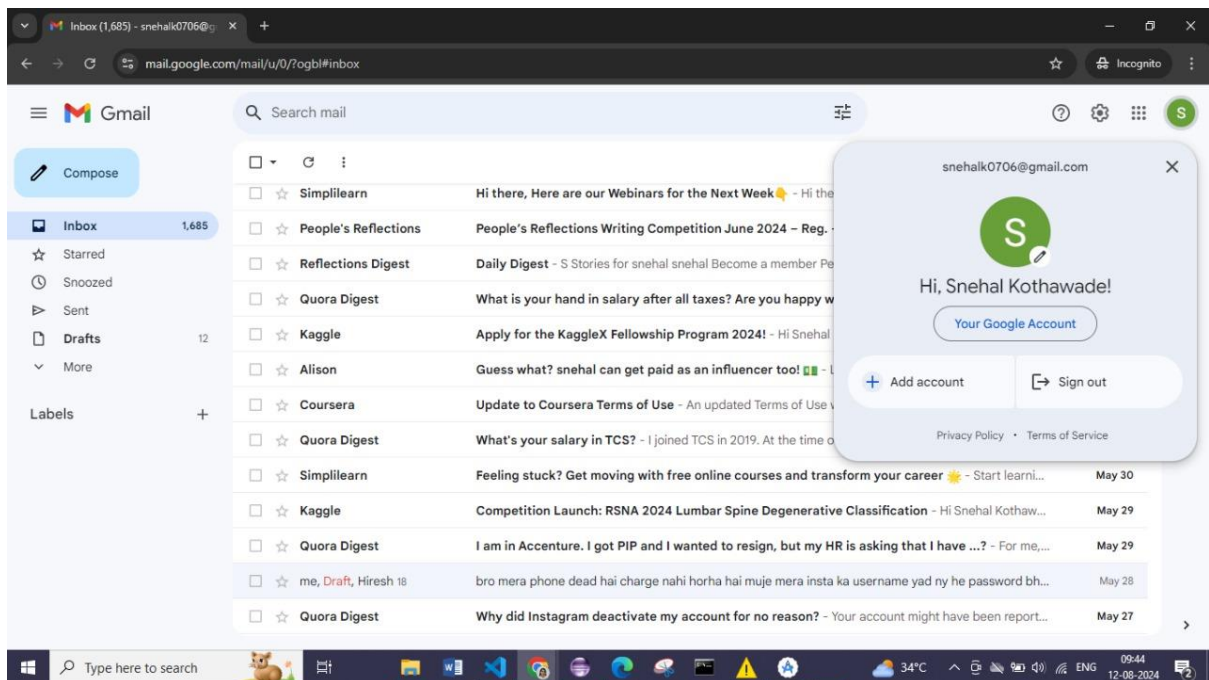 Inbox (1,685) - snehalk0706@g
mail.google.com/mail/u/0/?ogbl#inbox
Incognito
Gmail
Search mail
S
Compose
Inbox 1,685
Starred
Snoozed
Sent
Drafts 12
More
Labels
Simplilearn Hi there, Here are our Webinars for the Next Week👇 - Hi the
People's Reflections People's Reflections Writing Competition June 2024 – Reg. -
Reflections Digest Daily Digest - S Stories for snehal snehal Become a member Pe
Quora Digest What is your hand in salary after all taxes? Are you happy w
Kaggle Apply for the KaggleX Fellowship Program 2024! - Hi Snehal
Alison Guess what? snehal can get paid as an influencer too! 💵 - L
Coursera Update to Coursera Terms of Use - An updated Terms of Use v
Quora Digest What's your salary in TCS? - I joined TCS in 2019. At the time o
Simplilearn Feeling stuck? Get moving with free online courses and transform your career 🌟 - Start learni... May 30
Kaggle Competition Launch: RSNA 2024 Lumbar Spine Degenerative Classification - Hi Snehal Kothaw... May 29
Quora Digest I am in Accenture. I got PIP and I wanted to resign, but my HR is asking that I have ...? - For me,... May 29
me, Draft, Hiresh 18 bro mera phone dead hai charge nahi horha hai muje mera insta ka username yad ny he password bh... May 28
Quora Digest Why did Instagram deactivate my account for no reason? - Your account might have been report... May 27
snehalk0706@gmail.com
S
Hi, Snehal Kothawade!
Your Google Account
Add account Sign out
Privacy Policy • Terms of Service
Type here to search
34°C ENG 09:44
12-08-2024
2